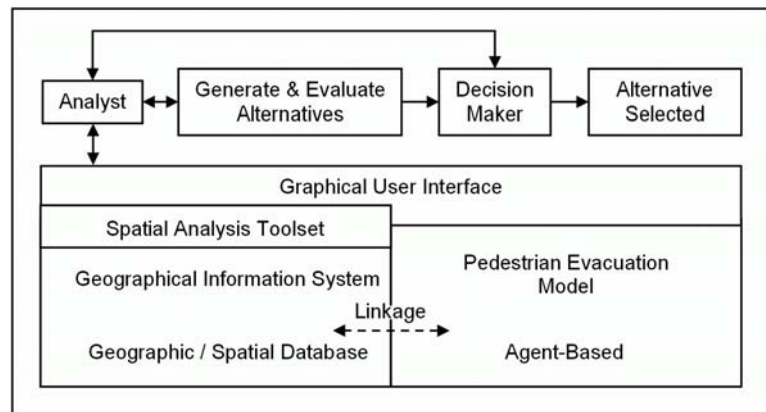 Analyst
Generate & Evaluate
Alternatives
Decision
Maker
Alternative
Selected
Graphical User Interface
Spatial Analysis Toolset
Geographical Information System
Pedestrian Evacuation
Model
Linkage
Geographic / Spatial Database
Agent-Based